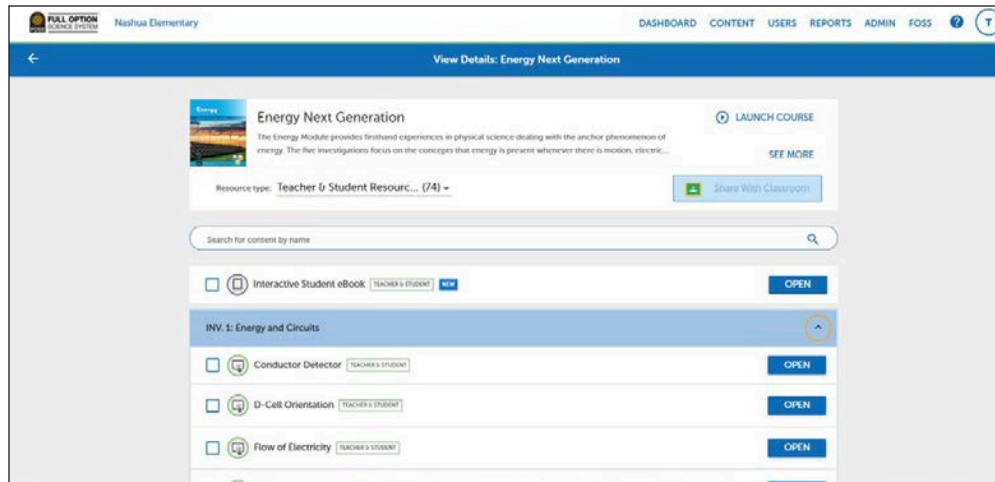 FULL OPTION
SCIENCE SYSTEM
Nashua Elementary
DASHBOARD CONTENT USERS REPORTS ADMIN FOSS ? T
View Details: Energy Next Generation
Energy
Energy Next Generation
LAUNCH COURSE
The Energy Module provides firsthand experiences in physical science dealing with the anchor phenomenon of
energy. The five investigations focus on the concepts that energy is present whenever there is motion, electric...
SEE MORE
Resource type: Teacher & Student Resourc... (74)
Share With Classroom
Search for content by name
Interactive Student eBook TEACHER & STUDENT NEW OPEN
INV. 1: Energy and Circuits
Conductor Detector TEACHER & STUDENT OPEN
D-Cell Orientation TEACHER & STUDENT OPEN
Flow of Electricity TEACHER & STUDENT OPEN